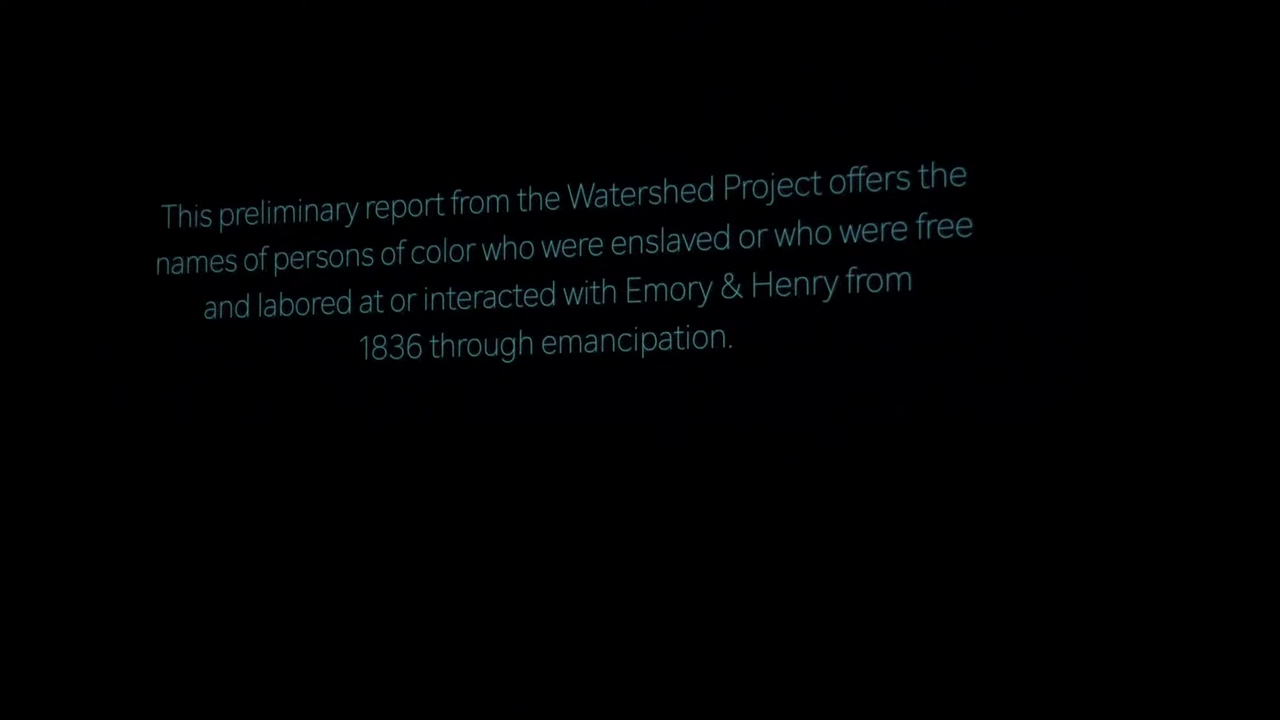 This preliminary report from the Watershed Project offers the
names of persons of color who were enslaved or who were free
and labored at or interacted with Emory & Henry from
1836 through emancipation.